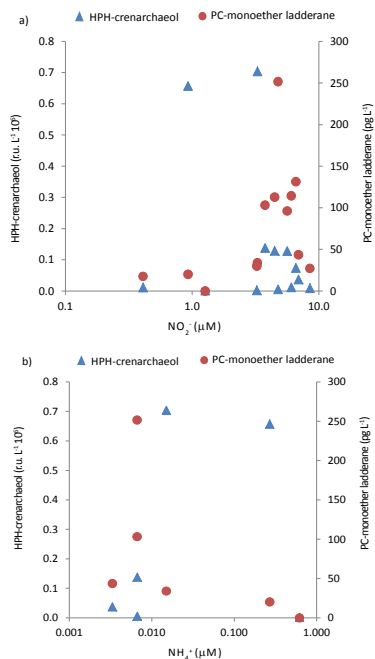 a)
HPH-crenarchaeol
PC-monoether ladderane
0.8
0.7
0.6
0.5
0.4
0.3
0.2
0.1
0.0
HPH-crenarchaeol (r.u. L⁻¹ 10⁶)
300
250
200
150
100
50
0
PC-monoether ladderane (pg L⁻¹)
0.1 1.0 10.0
NO₂⁻ (µM)
b)
HPH-crenarchaeol
PC-monoether ladderane
0.8
0.7
0.6
0.5
0.4
0.3
0.2
0.1
0.0
HPH-crenarchaeol (r.u. L⁻¹ 10⁶)
300
250
200
150
100
50
0
PC-monoether ladderane (pg L⁻¹)
0.001 0.010 0.100 1.000
NH₄⁺ (µM)